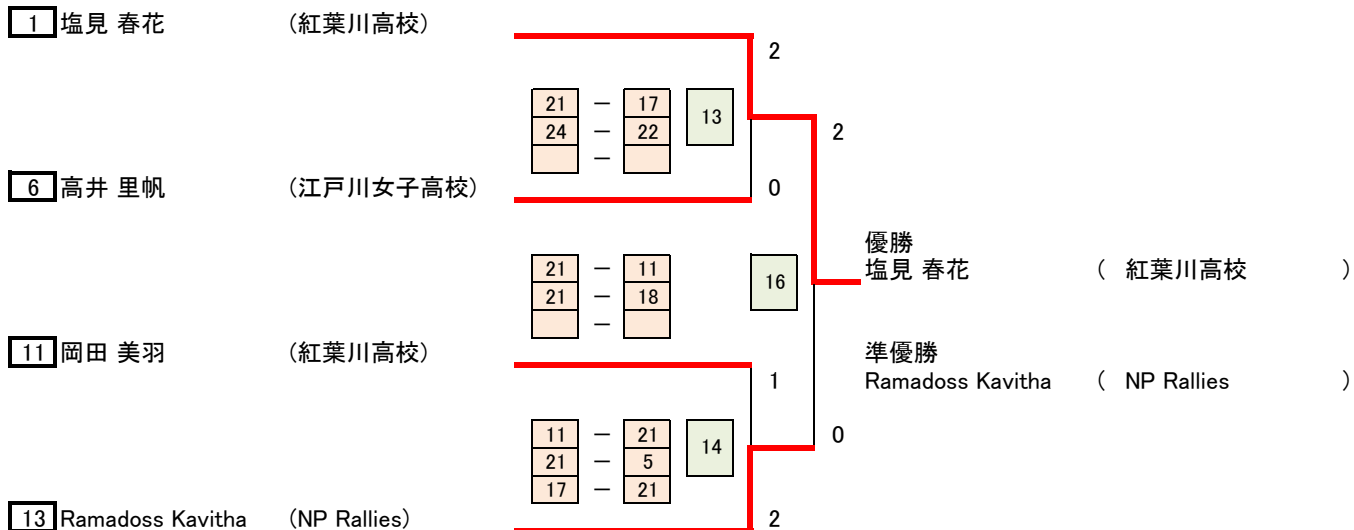 1 塩見 春花 (紅葉川高校)
2
21 － 17 13
24 － 22 2
－
6 高井 里帆 (江戸川女子高校) 0
優勝
21 － 11 16 塩見 春花 ( 紅葉川高校 )
21 － 18
－
11 岡田 美羽 (紅葉川高校) 準優勝
1 Ramadoss Kavitha ( NP Rallies )
11 － 21 14 0
21 － 5
17 － 21
13 Ramadoss Kavitha (NP Rallies) 2